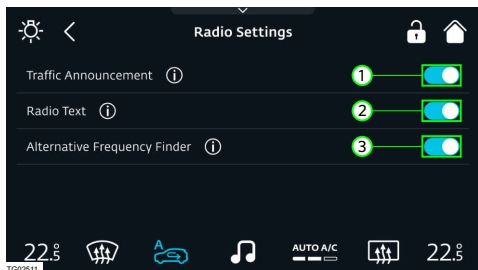 Radio Settings
Traffic Announcement
1
Radio Text
2
Alternative Frequency Finder
3
22.5
A
AUTO A/C
22.5
TG02511